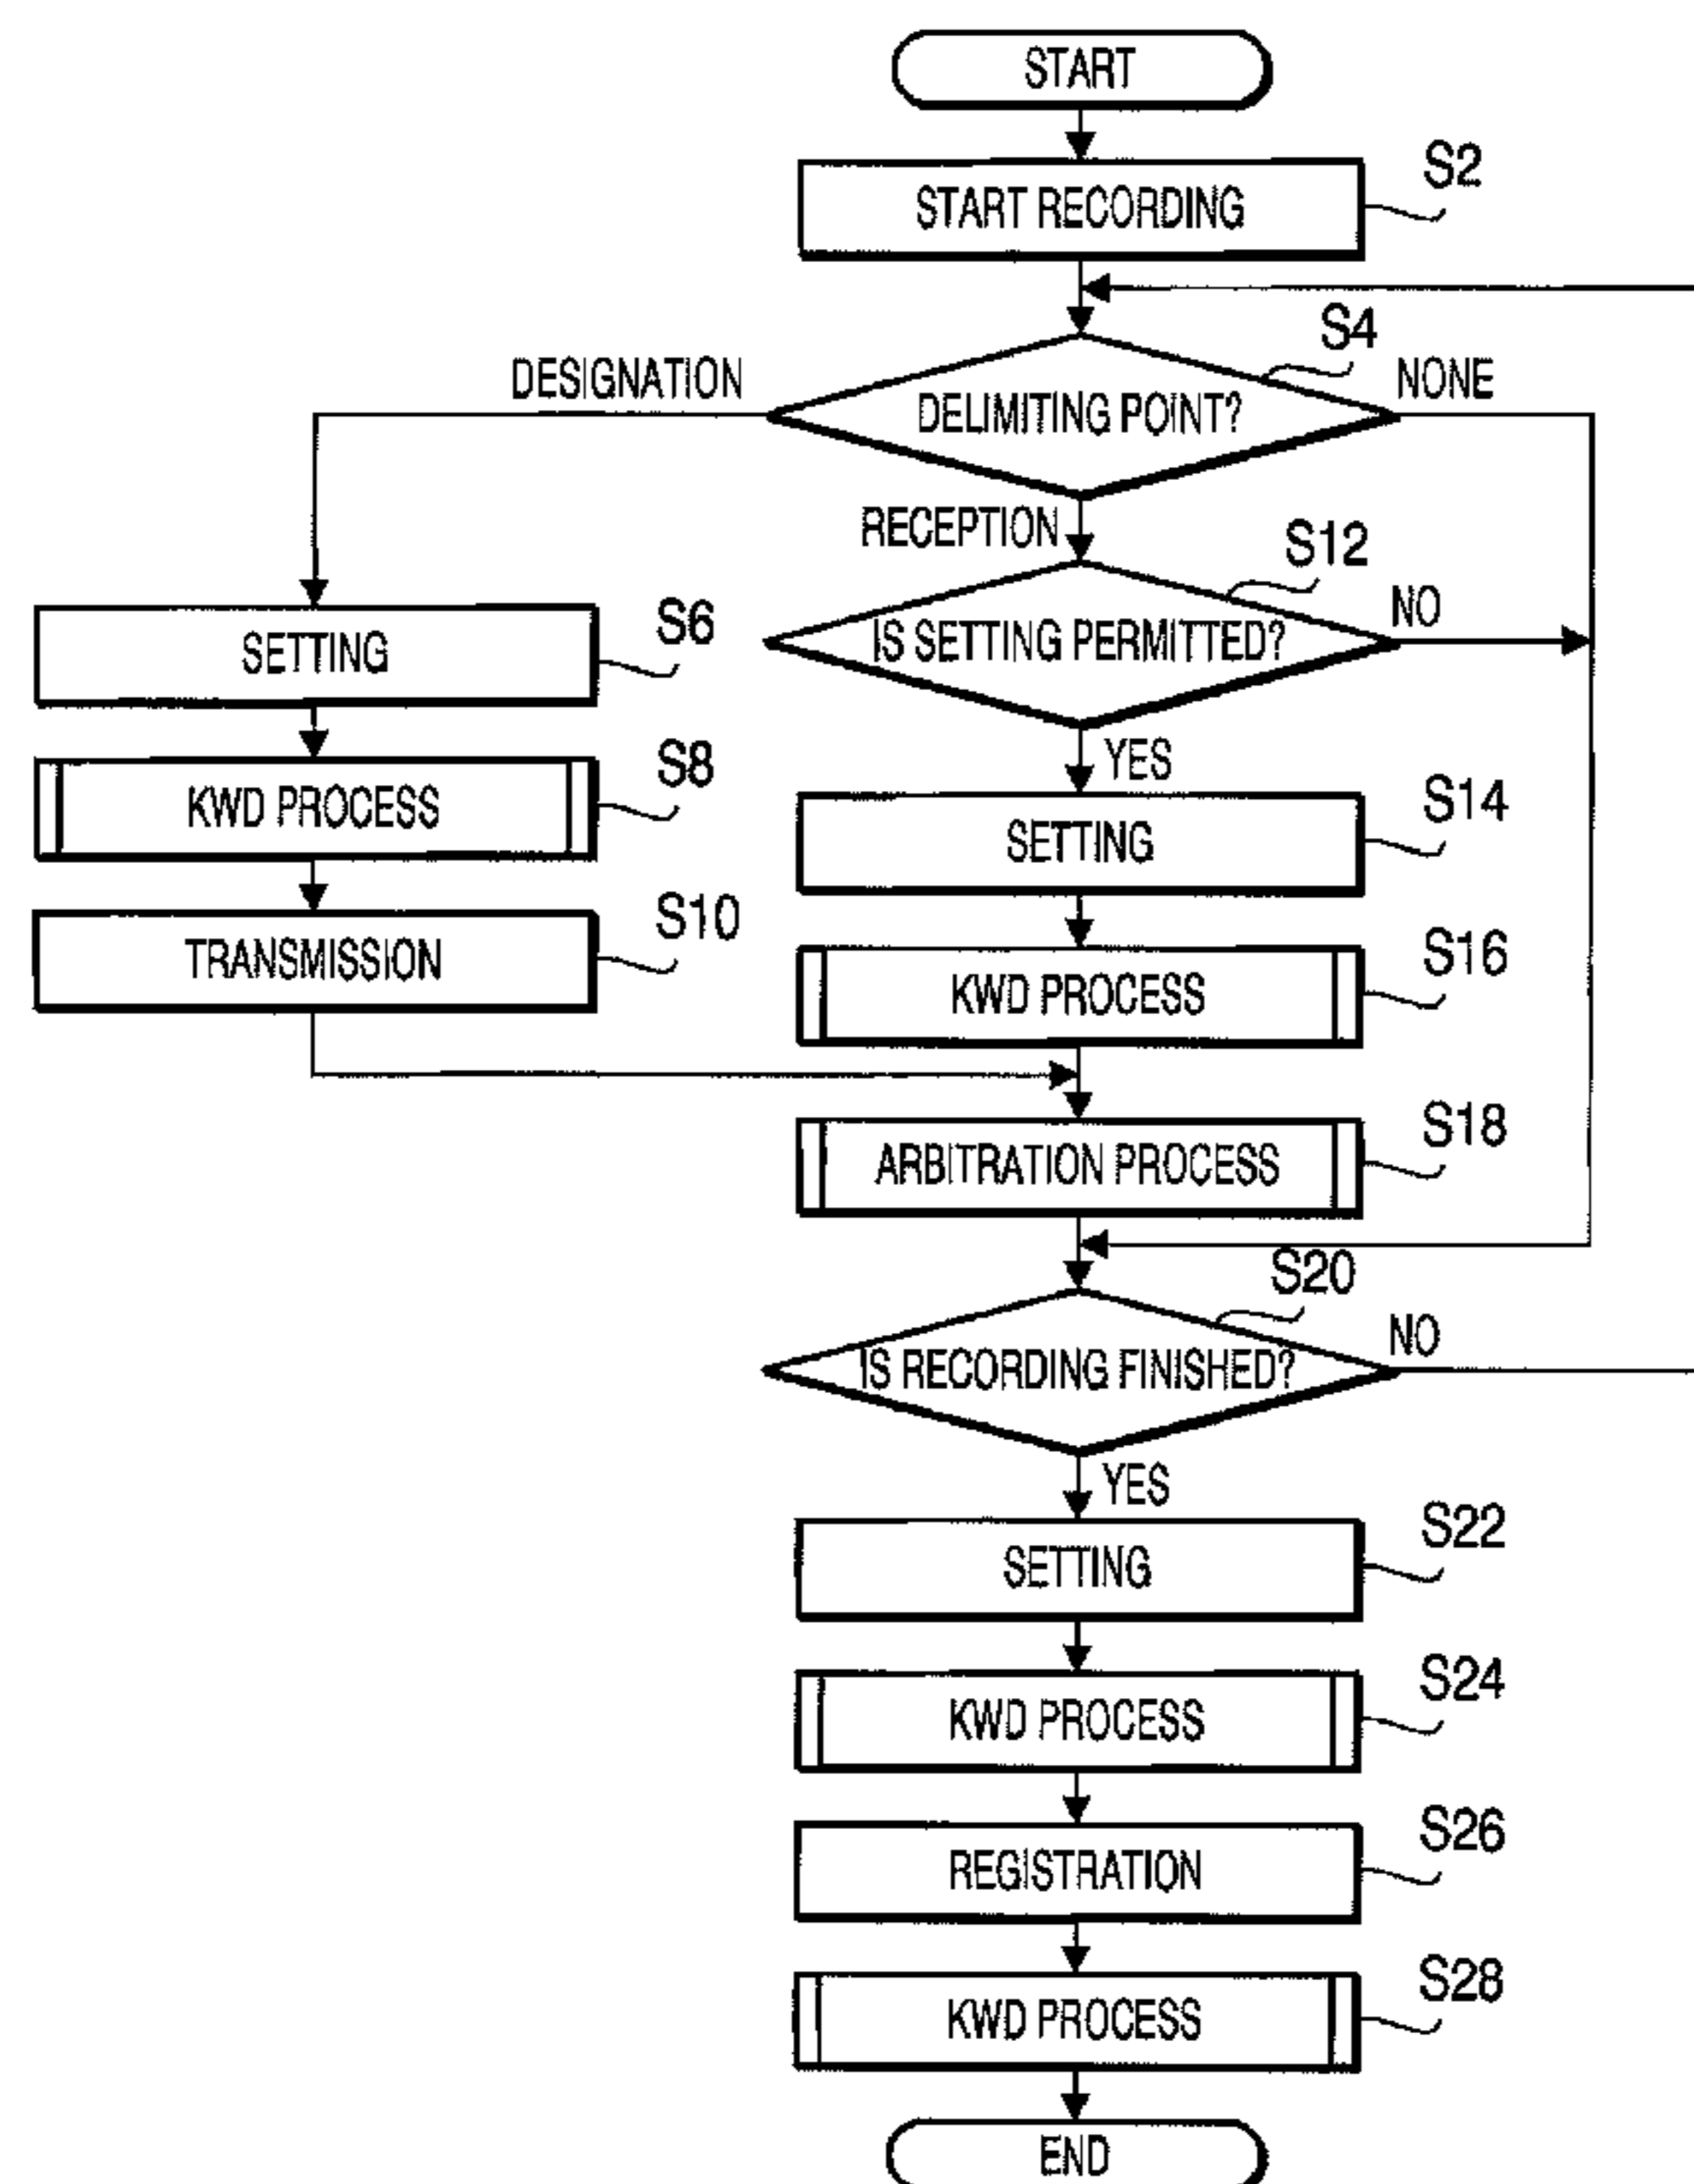 START
START RECORDING
S2
S4
DESIGNATION
DELIMITING POINT?
NONE
RECEPTION
S12
IS SETTING PERMITTED?
NO
SETTING
S6
YES
KWD PROCESS
S8
SETTING
S14
TRANSMISSION
S10
KWD PROCESS
S16
ARBITRATION PROCESS
S18
S20
IS RECORDING FINISHED?
NO
YES
SETTING
S22
KWD PROCESS
S24
REGISTRATION
S26
KWD PROCESS
S28
END